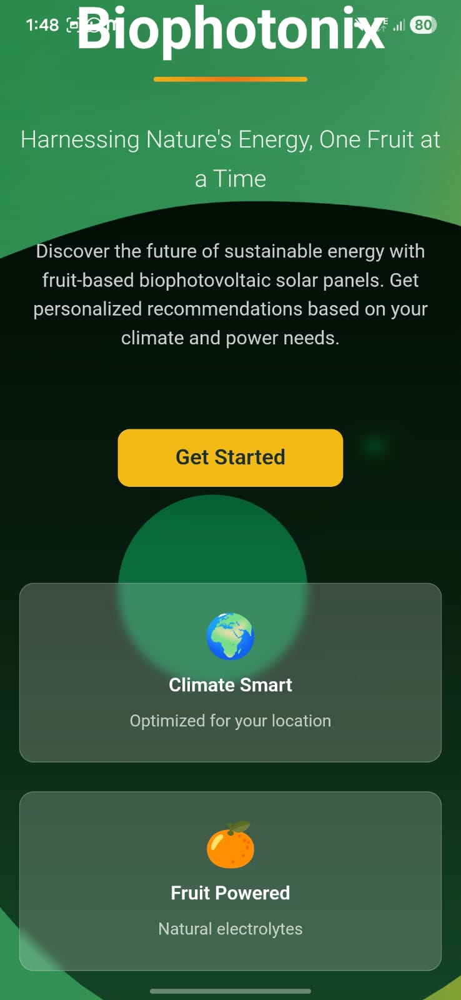 1:48
80
Biophotonix
Harnessing Nature's Energy, One Fruit at
a Time
Discover the future of sustainable energy with
fruit-based biophotovoltaic solar panels. Get
personalized recommendations based on your
climate and power needs.
Get Started
Climate Smart
Optimized for your location
Fruit Powered
Natural electrolytes